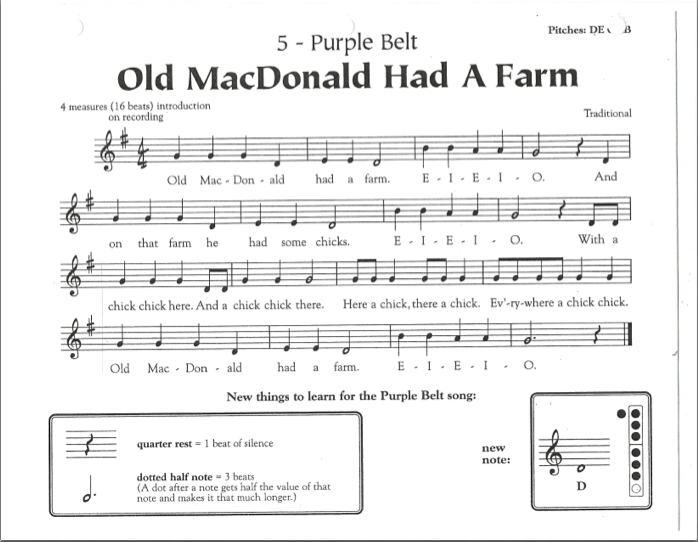 Pitches: DE B
5 - Purple Belt
Old MacDonald Had A Farm
4 measures (16 beats) introduction
on recording
Traditional
Old Mac - Don - ald had a farm. E - I - E - I - O. And
on that farm he had some chicks. E - I - E - I - O. With a
chick chick here. And a chick chick there. Here a chick, there a chick. Ev'-ry-where a chick chick.
Old Mac - Don - ald had a farm. E - I - E - I - O.
New things to learn for the Purple Belt song:
quarter rest = 1 beat of silence
dotted half note = 3 beats
(A dot after a note gets half the value of that
note and makes it that much longer.)
new
note:
D